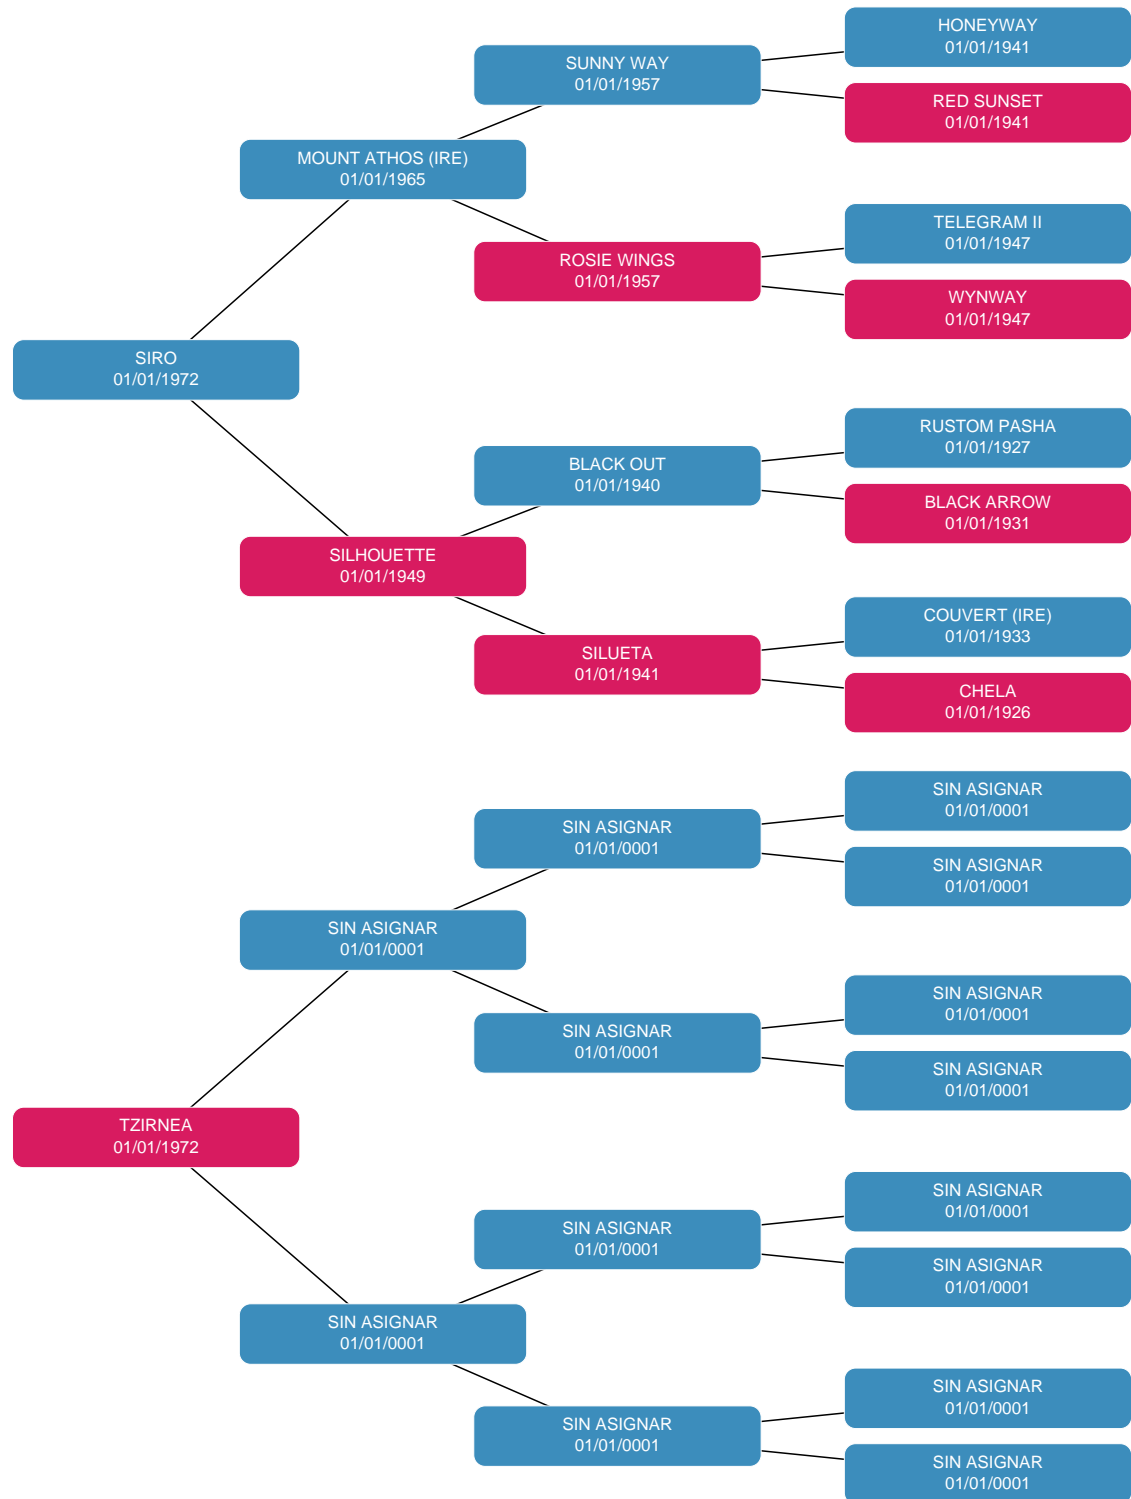 HONEYWAY
01/01/1941
SUNNY WAY
01/01/1957
RED SUNSET
01/01/1941
MOUNT ATHOS (IRE)
01/01/1965
TELEGRAM II
01/01/1947
ROSIE WINGS
01/01/1957
WYNWAY
01/01/1947
SIRO
01/01/1972
RUSTOM PASHA
01/01/1927
BLACK OUT
01/01/1940
BLACK ARROW
01/01/1931
SILHOUETTE
01/01/1949
COUVERT (IRE)
01/01/1933
SILUETA
01/01/1941
CHELA
01/01/1926
SIN ASIGNAR
01/01/0001
SIN ASIGNAR
01/01/0001
SIN ASIGNAR
01/01/0001
SIN ASIGNAR
01/01/0001
SIN ASIGNAR
01/01/0001
SIN ASIGNAR
01/01/0001
SIN ASIGNAR
01/01/0001
TZIRNEA
01/01/1972
SIN ASIGNAR
01/01/0001
SIN ASIGNAR
01/01/0001
SIN ASIGNAR
01/01/0001
SIN ASIGNAR
01/01/0001
SIN ASIGNAR
01/01/0001
SIN ASIGNAR
01/01/0001
SIN ASIGNAR
01/01/0001